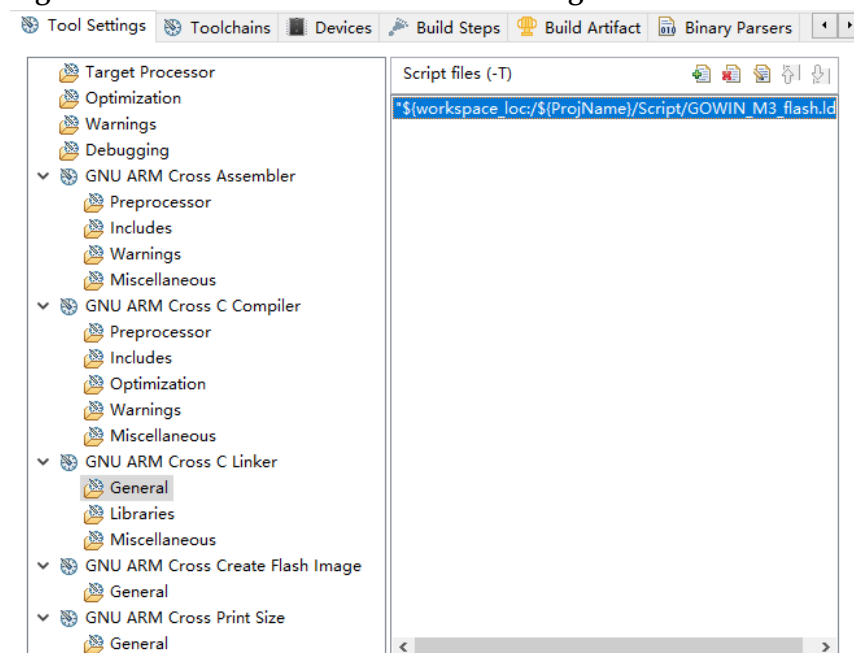 Tool Settings Toolchains Devices Build Steps Build Artifact Binary Parsers
Target Processor
Optimization
Warnings
Debugging
GNU ARM Cross Assembler
Preprocessor
Includes
Warnings
Miscellaneous
GNU ARM Cross C Compiler
Preprocessor
Includes
Optimization
Warnings
Miscellaneous
GNU ARM Cross C Linker
General
Libraries
Miscellaneous
GNU ARM Cross Create Flash Image
General
GNU ARM Cross Print Size
General
Script files (-T)
"${workspace_loc:/${ProjName}/Script/GOWIN_M3_flash.ld